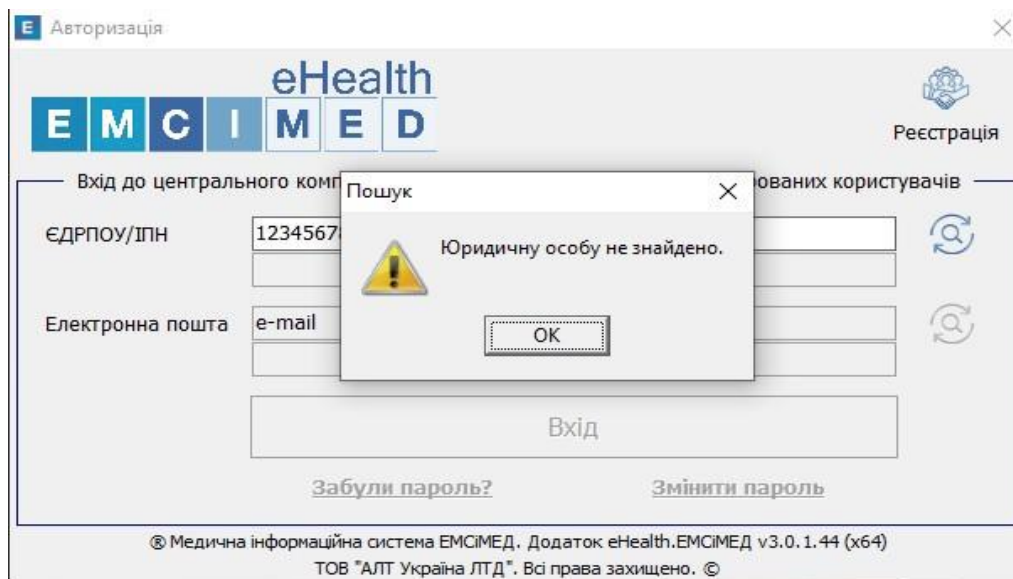 Авторизація
eHealth
EMCIMED
Реєстрація
Вхід до центрального комп
ованих користувачів
Пошук
Юридичну особу не знайдено.
OK
ЄДРПОУ/ІПН
1234567
Електронна пошта
e-mail
Вхід
Забули пароль?
Змінити пароль
® Медична інформаційна система ЕМСіМЕД. Додаток eHealth.ЕМСіМЕД v3.0.1.44 (x64)
ТОВ "АЛТ Україна ЛТД". Всі права захищено. ©